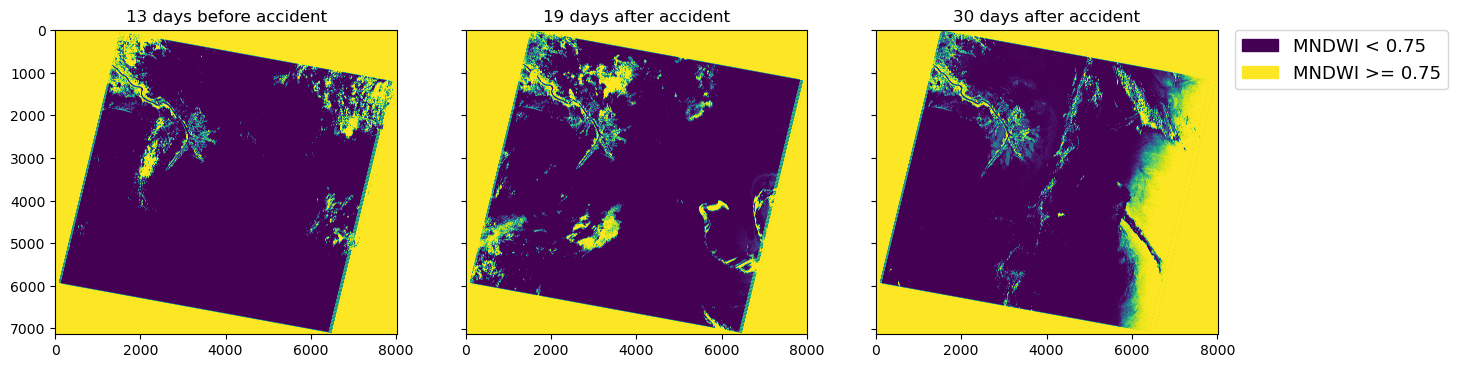 13 days before accident
19 days after accident
30 days after accident
MNDWI < 0.75
MNDWI >= 0.75
0
1000
2000
3000
4000
5000
6000
7000
0 2000 4000 6000 8000
0 2000 4000 6000 8000
0 2000 4000 6000 8000